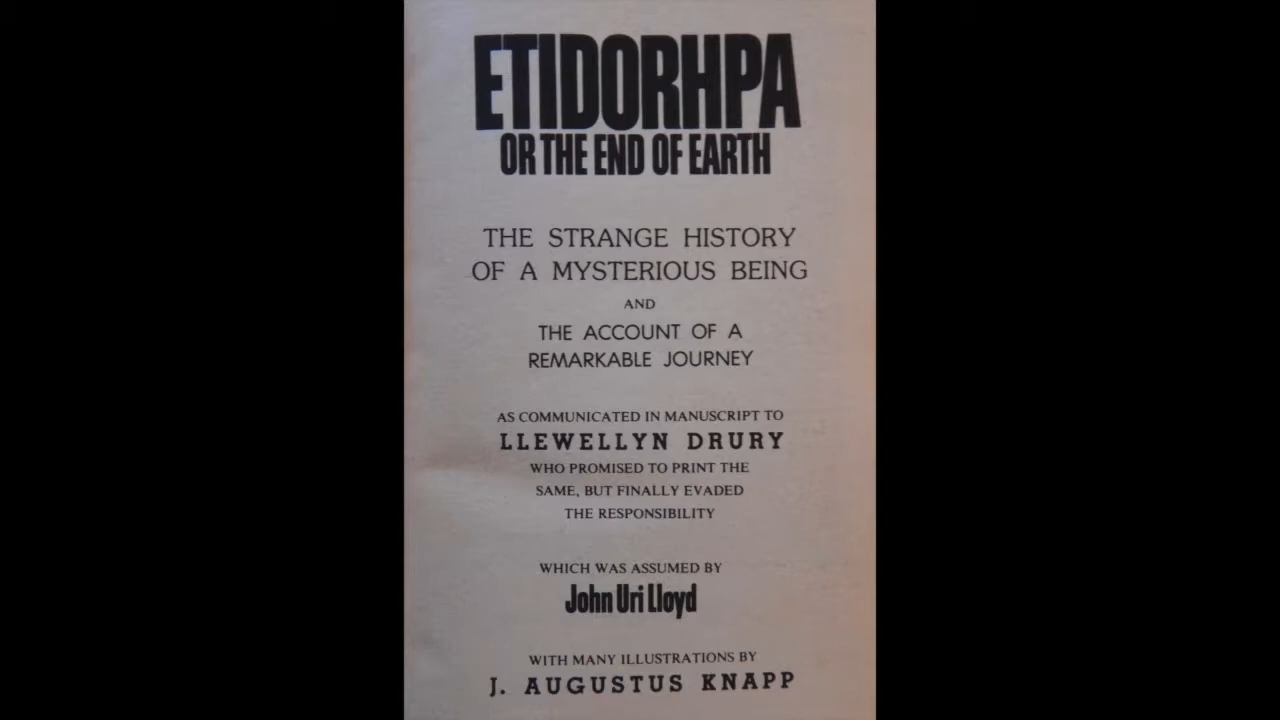 ETIDORHPA
OR THE END OF EARTH
THE STRANGE HISTORY
OF A MYSTERIOUS BEING
AND
THE ACCOUNT OF A
REMARKABLE JOURNEY
AS COMMUNICATED IN MANUSCRIPT TO
LLEWELLYN DRURY
WHO PROMISED TO PRINT THE
SAME, BUT FINALLY EVADED
THE RESPONSIBILITY
WHICH WAS ASSUMED BY
John Uri Lloyd
WITH MANY ILLUSTRATIONS BY
J. AUGUSTUS KNAPP